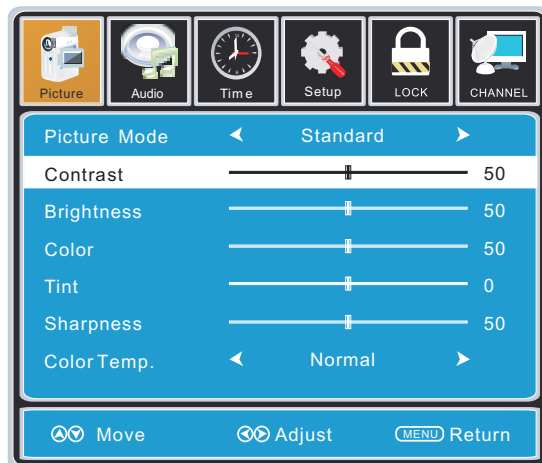 Picture Audio Time Setup LOCK CHANNEL
Picture Mode Standard
Contrast 50
Brightness 50
Color 50
Tint 0
Sharpness 50
Color Temp. Normal
Move Adjust MENU Return